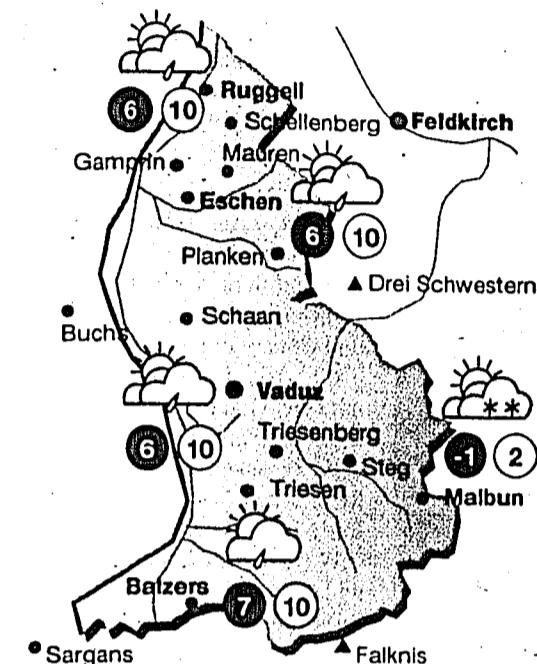 Ruggell
6 10
Schellenberg
Feldkirch
Mauren
Gamprin
Eschen
6 10
Planken
Drei Schwestern
Schaan
Buchs
Vaduz
6 10
Triesenberg
-1 2
Steg
Triesen
Malbun
Balzers
7 10
Sargans
Falknis